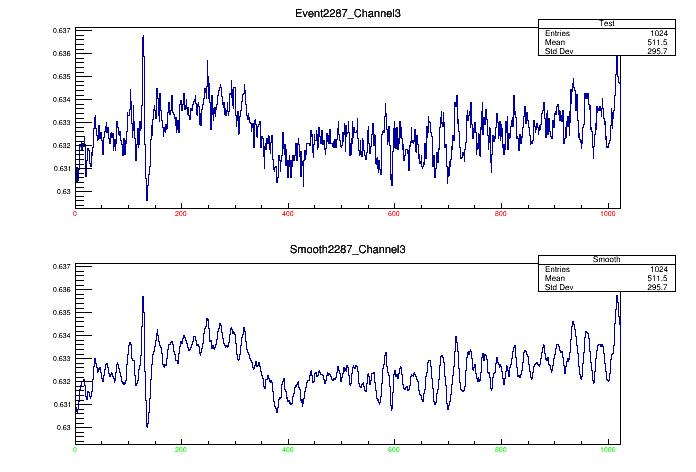 Event2287_Channel3
Test
Entries 1024
Mean 511.5
Std Dev 295.7
0.637
0.636
0.635
0.634
0.633
0.632
0.631
0.63
0 200 400 600 800 1000
Smooth2287_Channel3
Smooth
Entries 1024
Mean 511.5
Std Dev 295.7
0.637
0.636
0.635
0.634
0.633
0.632
0.631
0.63
0 200 400 600 800 1000